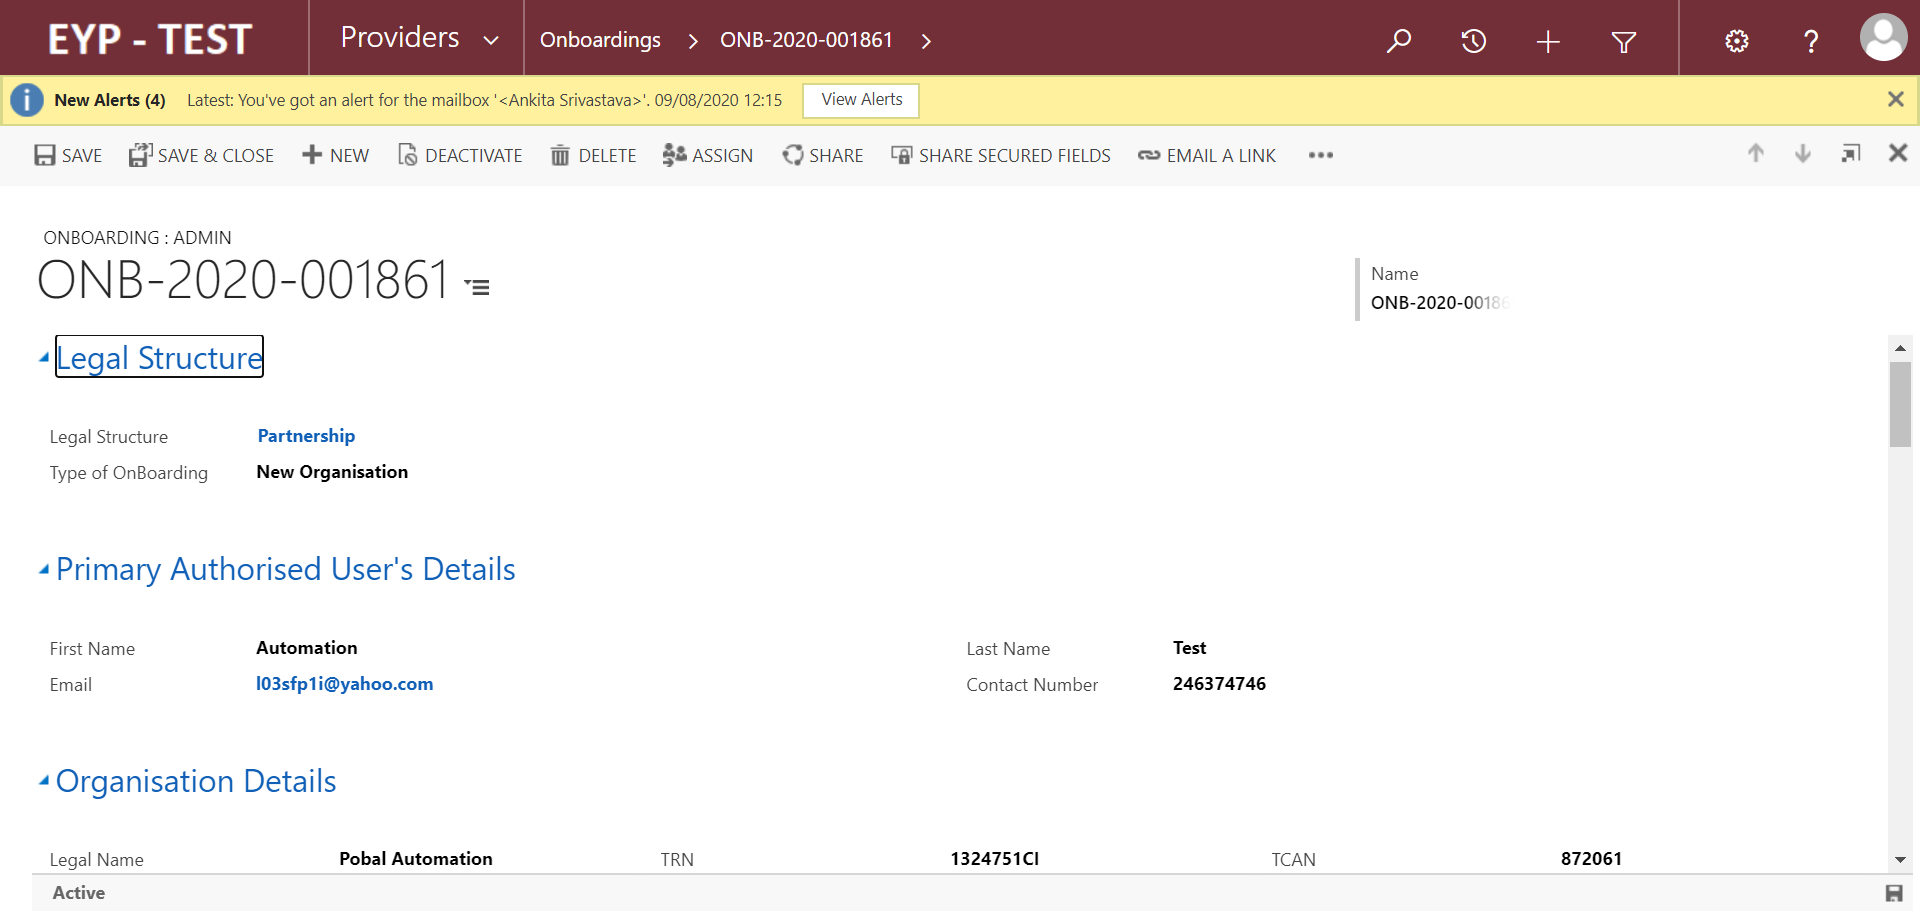 EYP - TEST Providers Onboardings ONB-2020-001861
New Alerts (4) Latest: You've got an alert for the mailbox '<Ankita Srivastava>'. 09/08/2020 12:15 View Alerts
SAVE SAVE & CLOSE NEW DEACTIVATE DELETE ASSIGN SHARE SHARE SECURED FIELDS EMAIL A LINK
ONBOARDING : ADMIN
ONB-2020-001861
Name
ONB-2020-00186
Legal Structure
Legal Structure Partnership
Type of OnBoarding New Organisation
Primary Authorised User's Details
First Name Automation Last Name Test
Email l03sfp1i@yahoo.com Contact Number 246374746
Organisation Details
Legal Name Pobal Automation TRN 1324751CI TCAN 872061
Active